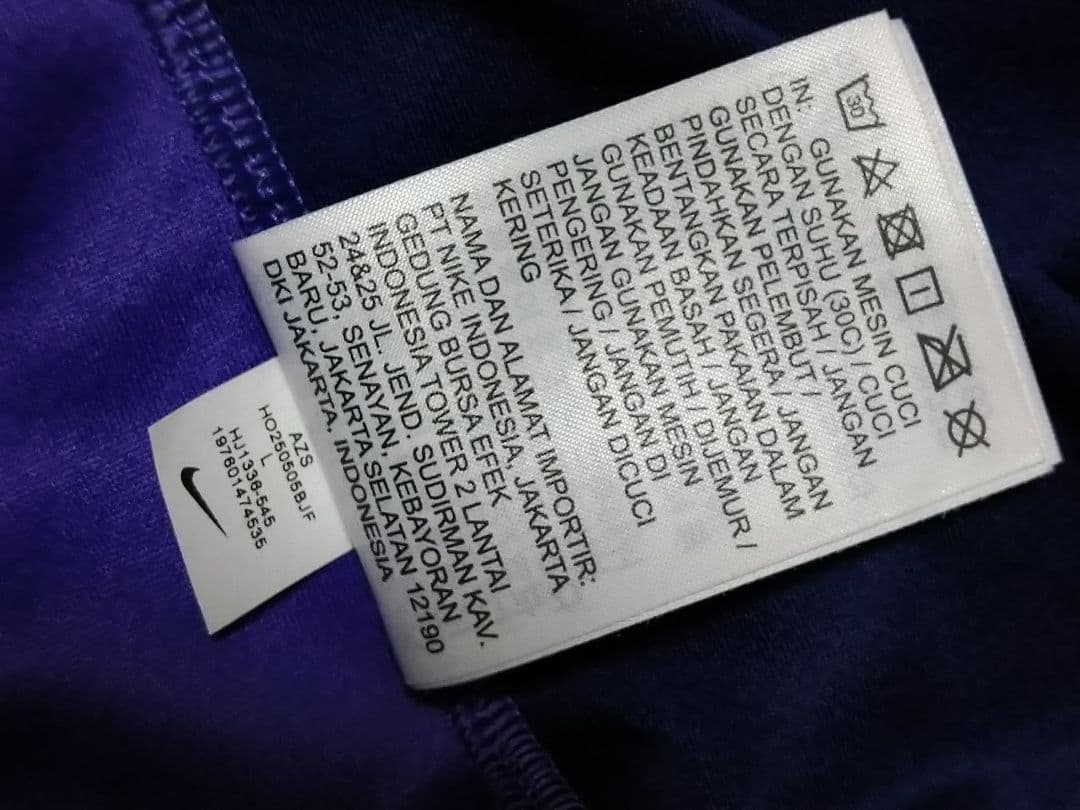 30
IN: GUNAKAN MESIN CUCI
DENGAN SUHU (30C) / CUCI
SECARA TERPISAH / JANGAN
GUNAKAN PELEMBUT /
PINDAHKAN SEGERA / JANGAN
BENTANGKAN PAKAIAN DALAM
KEADAAN BASAH / JANGAN
GUNAKAN PEMUTIH / DIJEMUR /
JANGAN GUNAKAN MESIN
PENGERING / JANGAN DI
SETERIKA / JANGAN DICUCI
KERING
NAMA DAN ALAMAT IMPORTIR:
PT NIKE INDONESIA, JAKARTA
GEDUNG BURSA EFEK
INDONESIA TOWER 2 LANTAI
24&25 JL. JEND. SUDIRMAN KAV.
52-53, SENAYAN, KEBAYORAN
BARU, JAKARTA SELATAN 12190
DKI JAKARTA, INDONESIA
AZS
HO250505BJF
L
HJ1336-545
197601474535